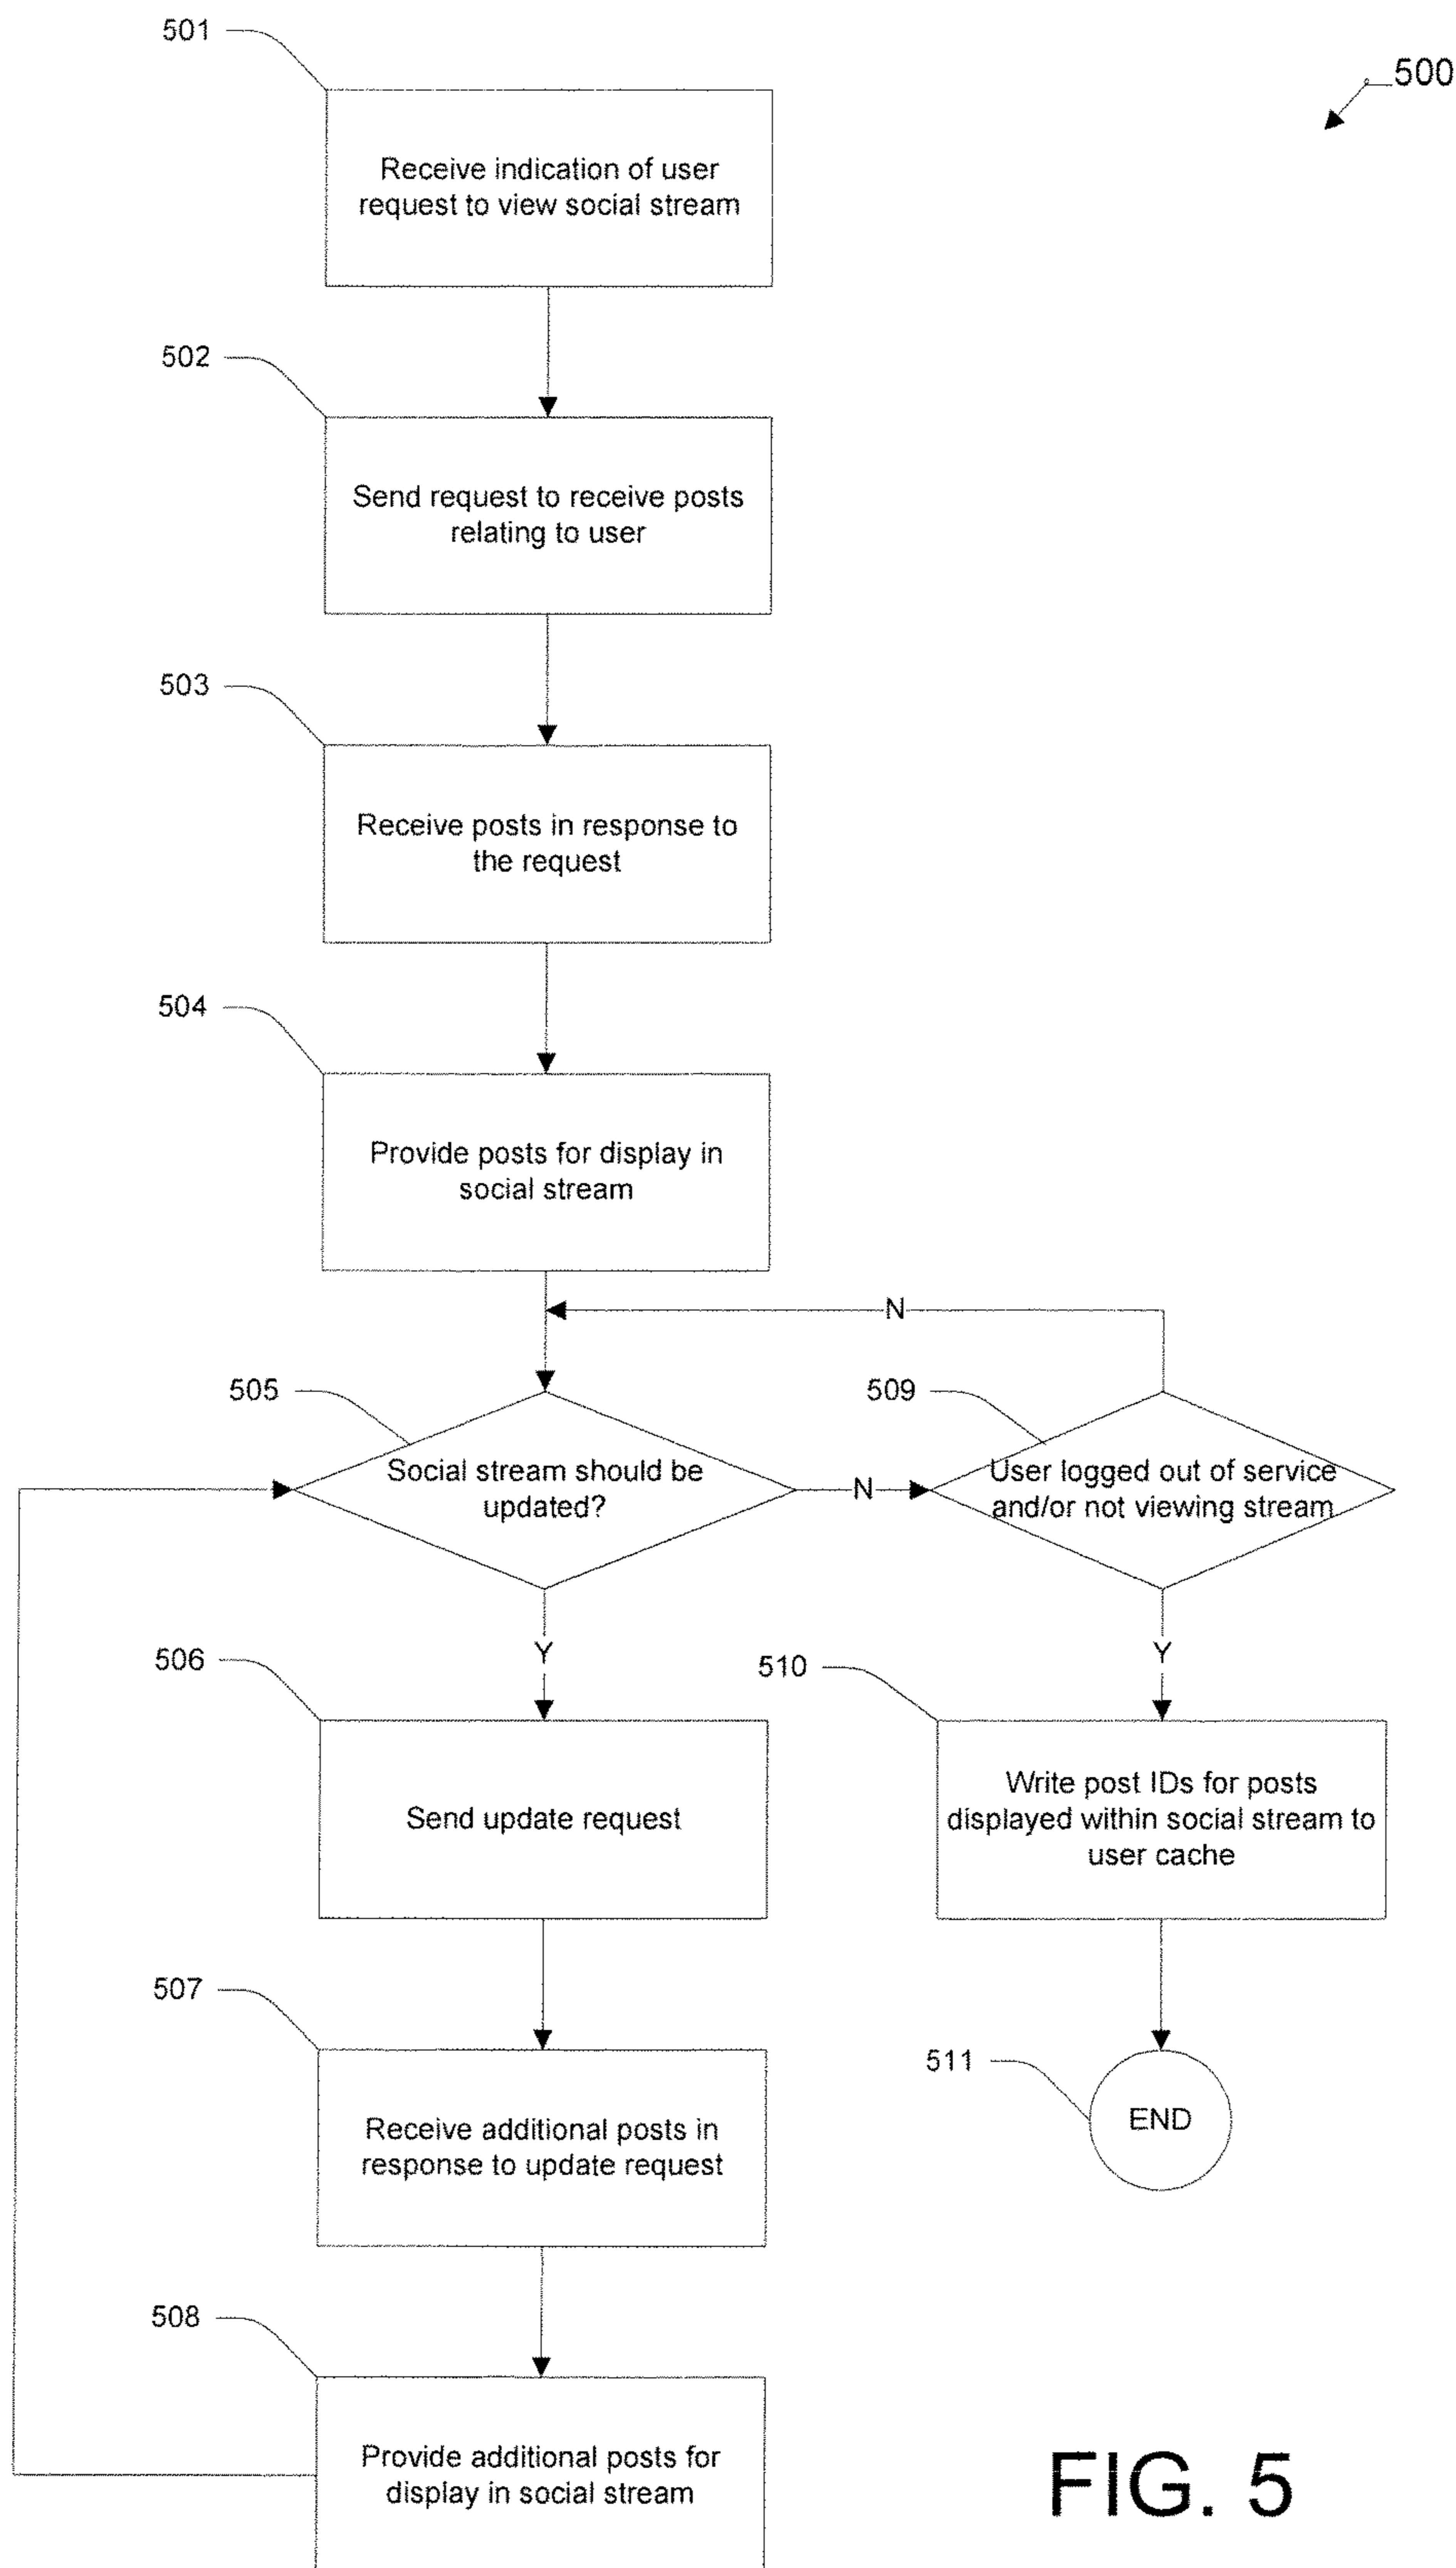 501
500
Receive indication of user
request to view social stream
502
Send request to receive posts
relating to user
503
Receive posts in response to
the request
504
Provide posts for display in
social stream
N
505
509
Social stream should be
updated?
N
User logged out of service
and/or not viewing stream
Y
Y
506
510
Send update request
Write post IDs for posts
displayed within social stream to
user cache
507
511
Receive additional posts in
response to update request
END
508
Provide additional posts for
display in social stream
FIG. 5